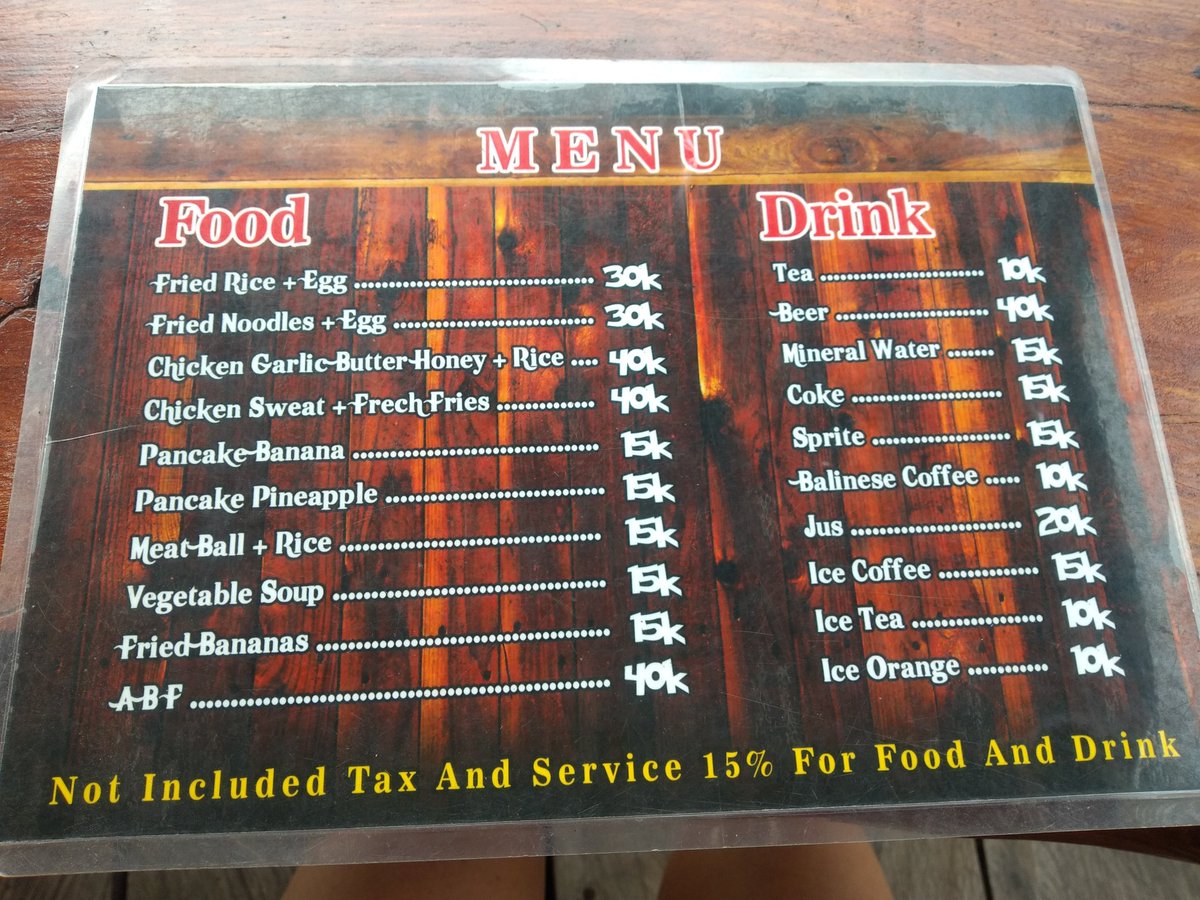 MENU
Food
Fried Rice + Egg ........ 30k
Fried Noodles + Egg ........ 30k
Chicken Garlic Butter Honey + Rice .... 40k
Chicken Sweat + Frech Fries ........ 40k
Pancake Banana ........ 15k
Pancake Pineapple ........ 15k
Meat Ball + Rice ........ 15k
Vegetable Soup ........ 15k
Fried Bananas ........ 15k
A B F ........ 40k
Drink
Tea ........ 10k
Beer ........ 40k
Mineral Water ....... 15k
Coke ........ 15k
Sprite ........ 15k
Balinese Coffee ..... 10k
Jus ........ 20k
Ice Coffee ........ 15k
Ice Tea ........ 10k
Ice Orange ........ 10k
Not Included Tax And Service 15% For Food And Drink